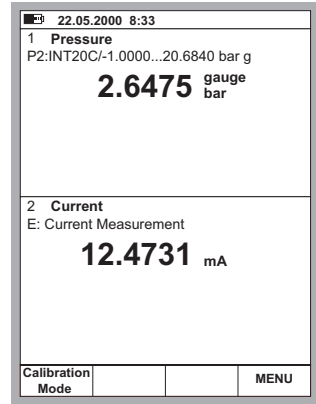 22.05.2000 8:33
1 Pressure
P2:INT20C/-1.0000...20.6840 bar g
2.6475 gauge bar
2 Current
E: Current Measurement
12.4731 mA
Calibration Mode
MENU